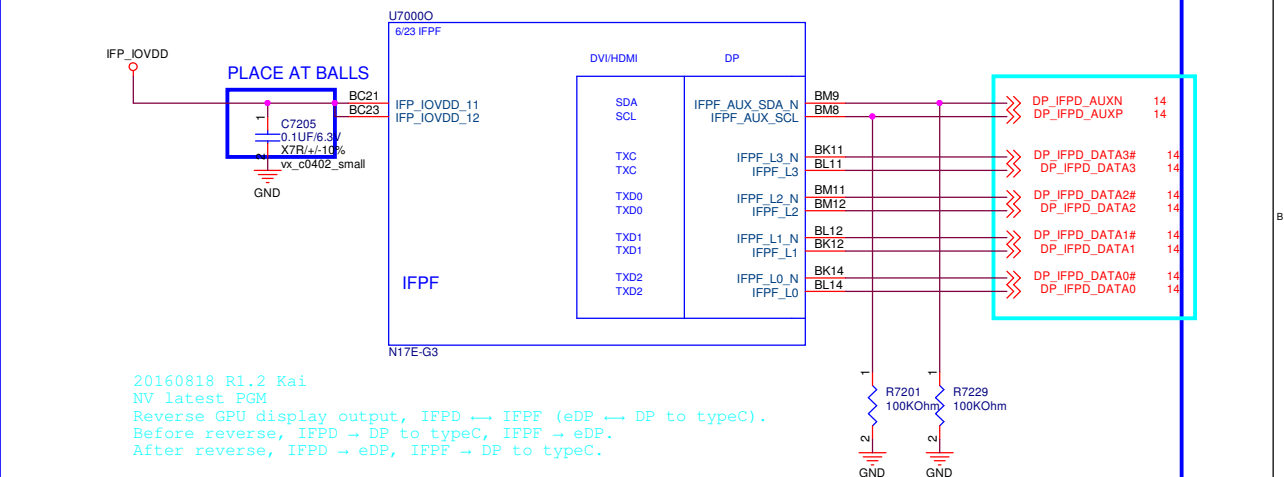 U7000O
6/23 IFPF
IFP_IOVDD
PLACE AT BALLS
DVI/HDMI DP
BC21 IFP_IOVDD_11
BC23 IFP_IOVDD_12
1
C7205
0.1UF/6.3V
X7R/+/-10%
2
vx_c0402_small
GND
SDA IFPF_AUX_SDA_N BM9 DP_IFPD_AUXN 14
SCL IFPF_AUX_SCL BM8 DP_IFPD_AUXP 14
TXC IFPF_L3_N BK11 DP_IFPD_DATA3# 14
TXC IFPF_L3 BL11 DP_IFPD_DATA3 14
TXD0 IFPF_L2_N BM11 DP_IFPD_DATA2# 14
TXD0 IFPF_L2 BM12 DP_IFPD_DATA2 14
TXD1 IFPF_L1_N BL12 DP_IFPD_DATA1# 14
TXD1 IFPF_L1 BK12 DP_IFPD_DATA1 14
TXD2 IFPF_L0_N BK14 DP_IFPD_DATA0# 14
TXD2 IFPF_L0 BL14 DP_IFPD_DATA0 14
B
IFPF
N17E-G3
1 1
R7201 R7229
100KOhm 100KOhm
2 2
GND GND
20160818 R1.2 Kai
NV latest PGM
Reverse GPU display output, IFPD ←→ IFPF (eDP ←→ DP to typeC).
Before reverse, IFPD → DP to typeC, IFPF → eDP.
After reverse, IFPD → eDP, IFPF → DP to typeC.